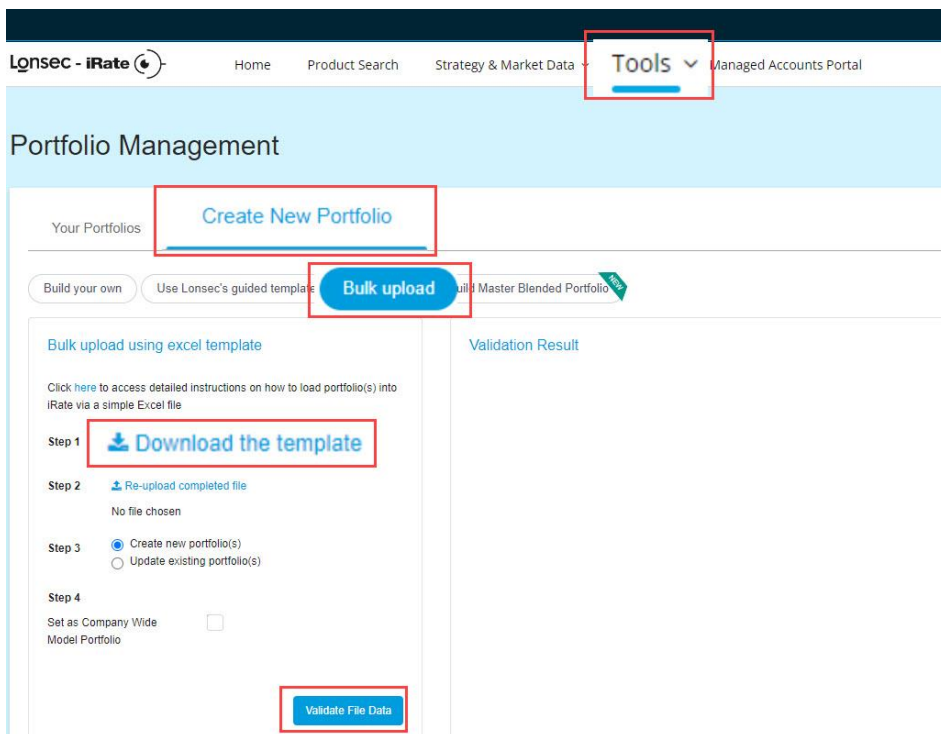 Lonsec - iRate
Home Product Search Strategy & Market Data Tools Managed Accounts Portal
Portfolio Management
Your Portfolios Create New Portfolio
Build your own Use Lonsec's guided template Bulk upload uild Master Blended Portfolio NEW
Bulk upload using excel template
Click here to access detailed instructions on how to load portfolio(s) into
iRate via a simple Excel file
Step 1 Download the template
Step 2 Re-upload completed file
No file chosen
Step 3 Create new portfolio(s)
Update existing portfolio(s)
Step 4
Set as Company Wide
Model Portfolio
Validate File Data
Validation Result